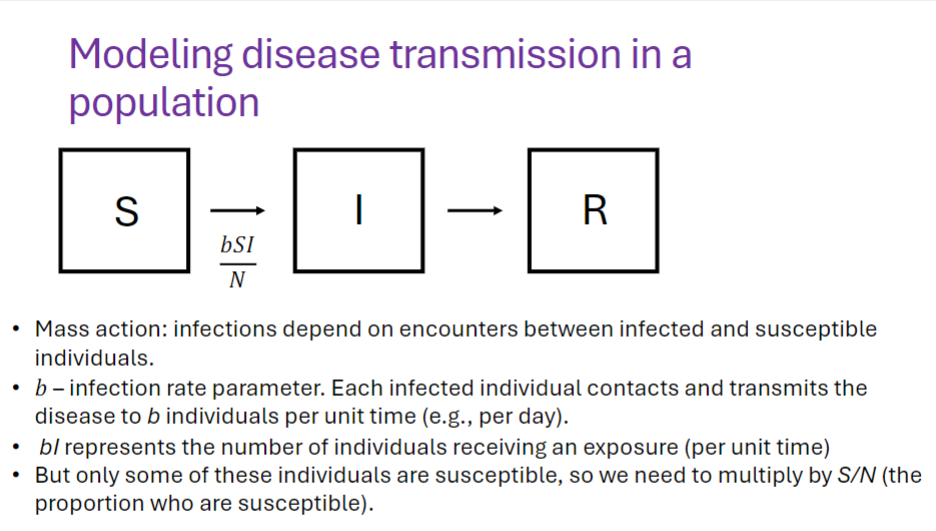 Modeling disease transmission in a
population
S
I
R
bSI
N
• Mass action: infections depend on encounters between infected and susceptible
individuals.
• b – infection rate parameter. Each infected individual contacts and transmits the
disease to b individuals per unit time (e.g., per day).
• bI represents the number of individuals receiving an exposure (per unit time)
• But only some of these individuals are susceptible, so we need to multiply by S/N (the
proportion who are susceptible).